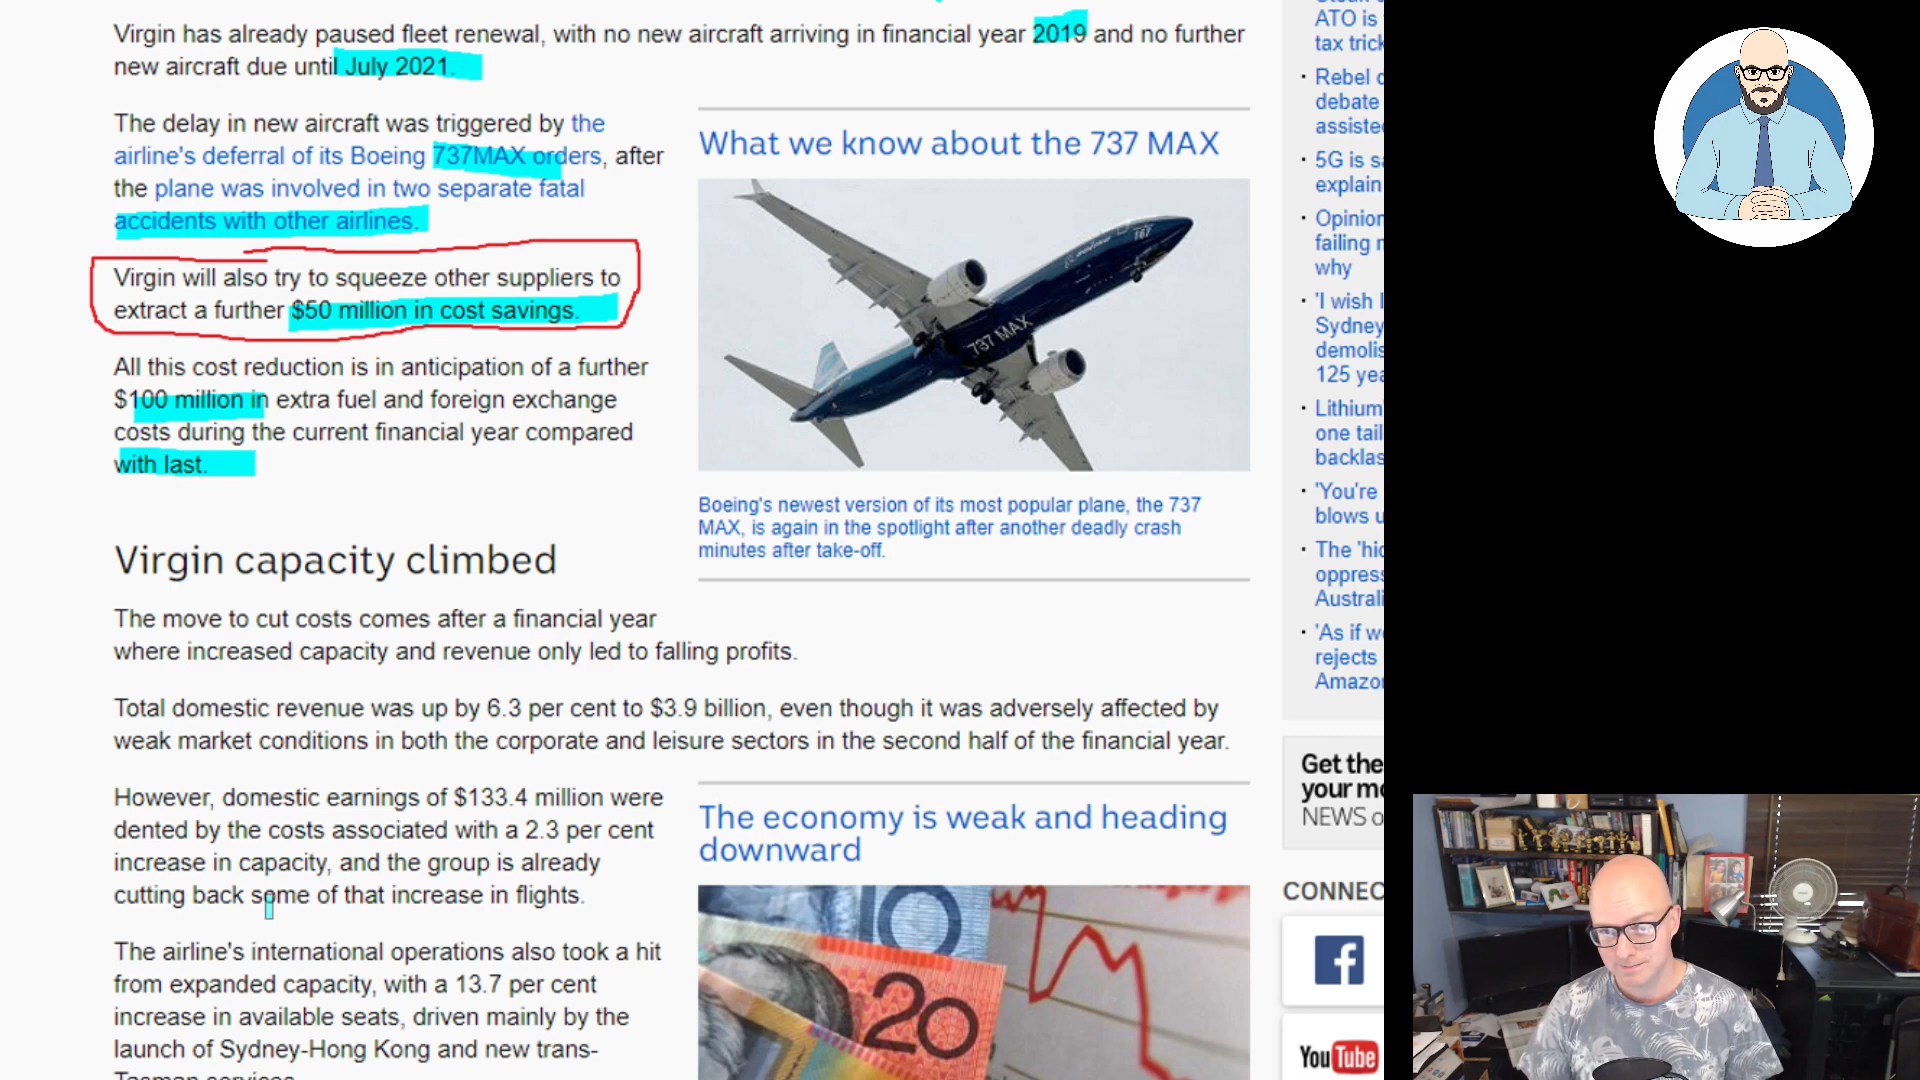 Virgin has already paused fleet renewal, with no new aircraft arriving in financial year 2019 and no further
new aircraft due until July 2021.
The delay in new aircraft was triggered by the
airline's deferral of its Boeing 737MAX orders, after
the plane was involved in two separate fatal
accidents with other airlines.
Virgin will also try to squeeze other suppliers to
extract a further $50 million in cost savings.
All this cost reduction is in anticipation of a further
$100 million in extra fuel and foreign exchange
costs during the current financial year compared
with last.
What we know about the 737 MAX
737 MAX
Boeing's newest version of its most popular plane, the 737
MAX, is again in the spotlight after another deadly crash
minutes after take-off.
Virgin capacity climbed
The move to cut costs comes after a financial year
where increased capacity and revenue only led to falling profits.
Total domestic revenue was up by 6.3 per cent to $3.9 billion, even though it was adversely affected by
weak market conditions in both the corporate and leisure sectors in the second half of the financial year.
However, domestic earnings of $133.4 million were
dented by the costs associated with a 2.3 per cent
increase in capacity, and the group is already
cutting back some of that increase in flights.
The airline's international operations also took a hit
from expanded capacity, with a 13.7 per cent
increase in available seats, driven mainly by the
launch of Sydney-Hong Kong and new trans-
Tasman services.
The economy is weak and heading
downward
10
20
ATO is
tax trick
· Rebel
debate
assiste
· 5G is
explain
· Opinion
failing
why
· 'I wish
Sydney
demolis
125 yea
· Lithium
one tail
backlas
· 'You're
blows u
· The 'hid
oppress
Australi
· 'As if w
rejects
Amazo
Get the
your mo
NEWS o
CONNEC
YouTube